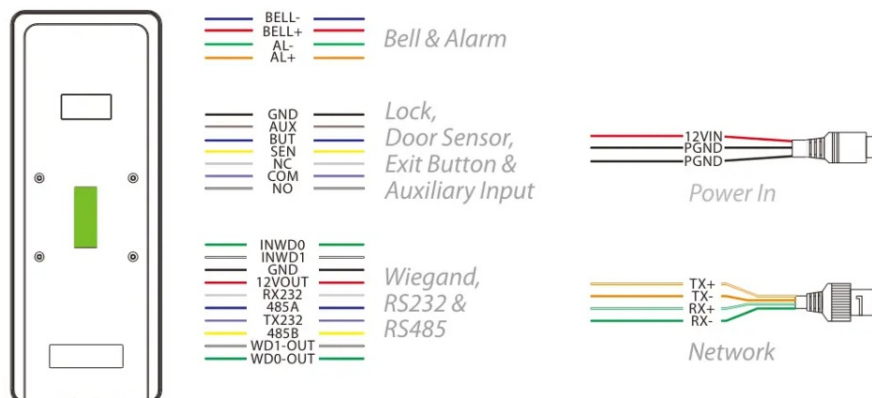 BELL-
BELL+
AL-
AL+
Bell & Alarm
GND
AUX
BUT
SEN
NC
COM
NO
Lock,
Door Sensor,
Exit Button &
Auxiliary Input
INWD0
INWD1
GND
12VOUT
RX232
485A
TX232
485B
WD1-OUT
WD0-OUT
Wiegand,
RS232 &
RS485
12VIN
PGND
PGND
Power In
TX+
TX-
RX+
RX-
Network